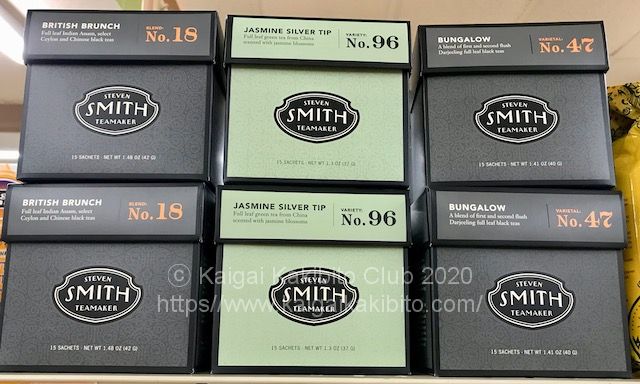 BRITISH BRUNCH
Full leaf Indian Assam, select
Ceylon and Chinese black teas
BLEND:
No. 18
STEVEN
SMITH
TEAMAKER
15 SACHETS · NET WT 1.48 OZ (42 G)
JASMINE SILVER TIP
Full leaf green tea from China
scented with jasmine blossoms
VARIETY:
No. 96
STEVEN
SMITH
TEAMAKER
15 SACHETS · NET WT 1.3 OZ (37 G)
BUNGALOW
A blend of first and second flush
Darjeeling full leaf black teas
VARIETAL:
No. 47
STEVEN
SMITH
TEAMAKER
15 SACHETS · NET WT 1.41 OZ (40 G)
BRITISH BRUNCH
Full leaf Indian Assam, select
Ceylon and Chinese black teas
BLEND:
No. 18
STEVEN
SMITH
TEAMAKER
15 SACHETS · NET WT 1.48 OZ (42 G)
JASMINE SILVER TIP
Full leaf green tea from China
scented with jasmine blossoms
VARIETY:
No. 96
STEVEN
SMITH
TEAMAKER
15 SACHETS · NET WT 1.3 OZ (37 G)
BUNGALOW
A blend of first and second flush
Darjeeling full leaf black teas
VARIETAL:
No. 47
STEVEN
SMITH
TEAMAKER
15 SACHETS · NET WT 1.41 OZ (40 G)
© Kaigai Kakibito Club 2020
https//www.kaigaikakibito.com/